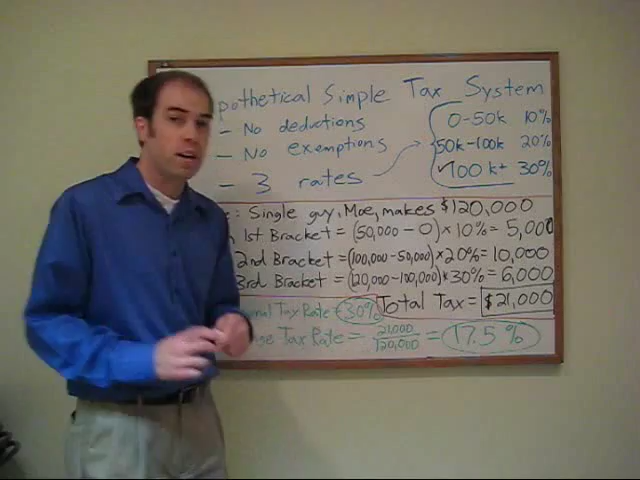 pothetical Simple Tax System
- No deductions
- No exemptions
- 3 rates
0-50k 10%
50k-100k 20%
✓100k+ 30%
: Single guy, Moe, makes $120,000
1st Bracket = (50,000 - 0) × 10% = 5,000
2nd Bracket = (100,000-50,000) × 20% = 10,000
3rd Bracket = (120,000-100,000) × 30% = 6,000
Total Tax = $21,000
nal Tax Rate = 30%
ge Tax Rate = 21,000/120,000 = 17.5%